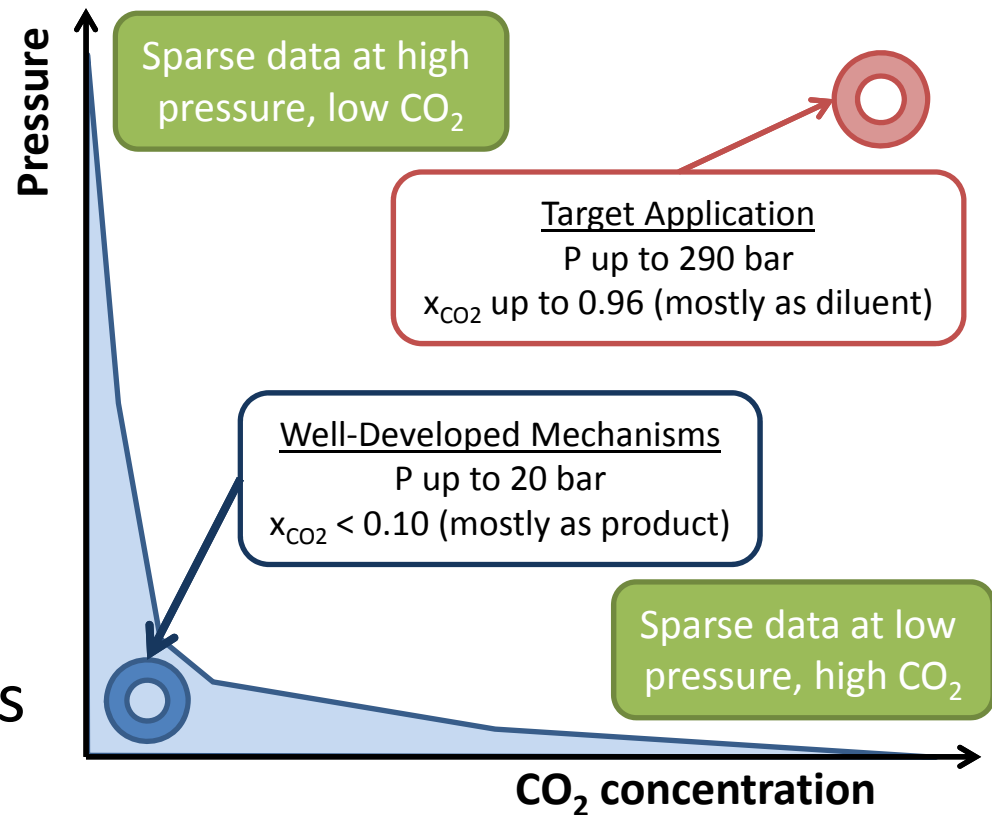 Pressure
Sparse data at high
pressure, low CO₂
Target Application
P up to 290 bar
x_CO2 up to 0.96 (mostly as diluent)
Well-Developed Mechanisms
P up to 20 bar
x_CO2 < 0.10 (mostly as product)
Sparse data at low
pressure, high CO₂
s
CO₂ concentration